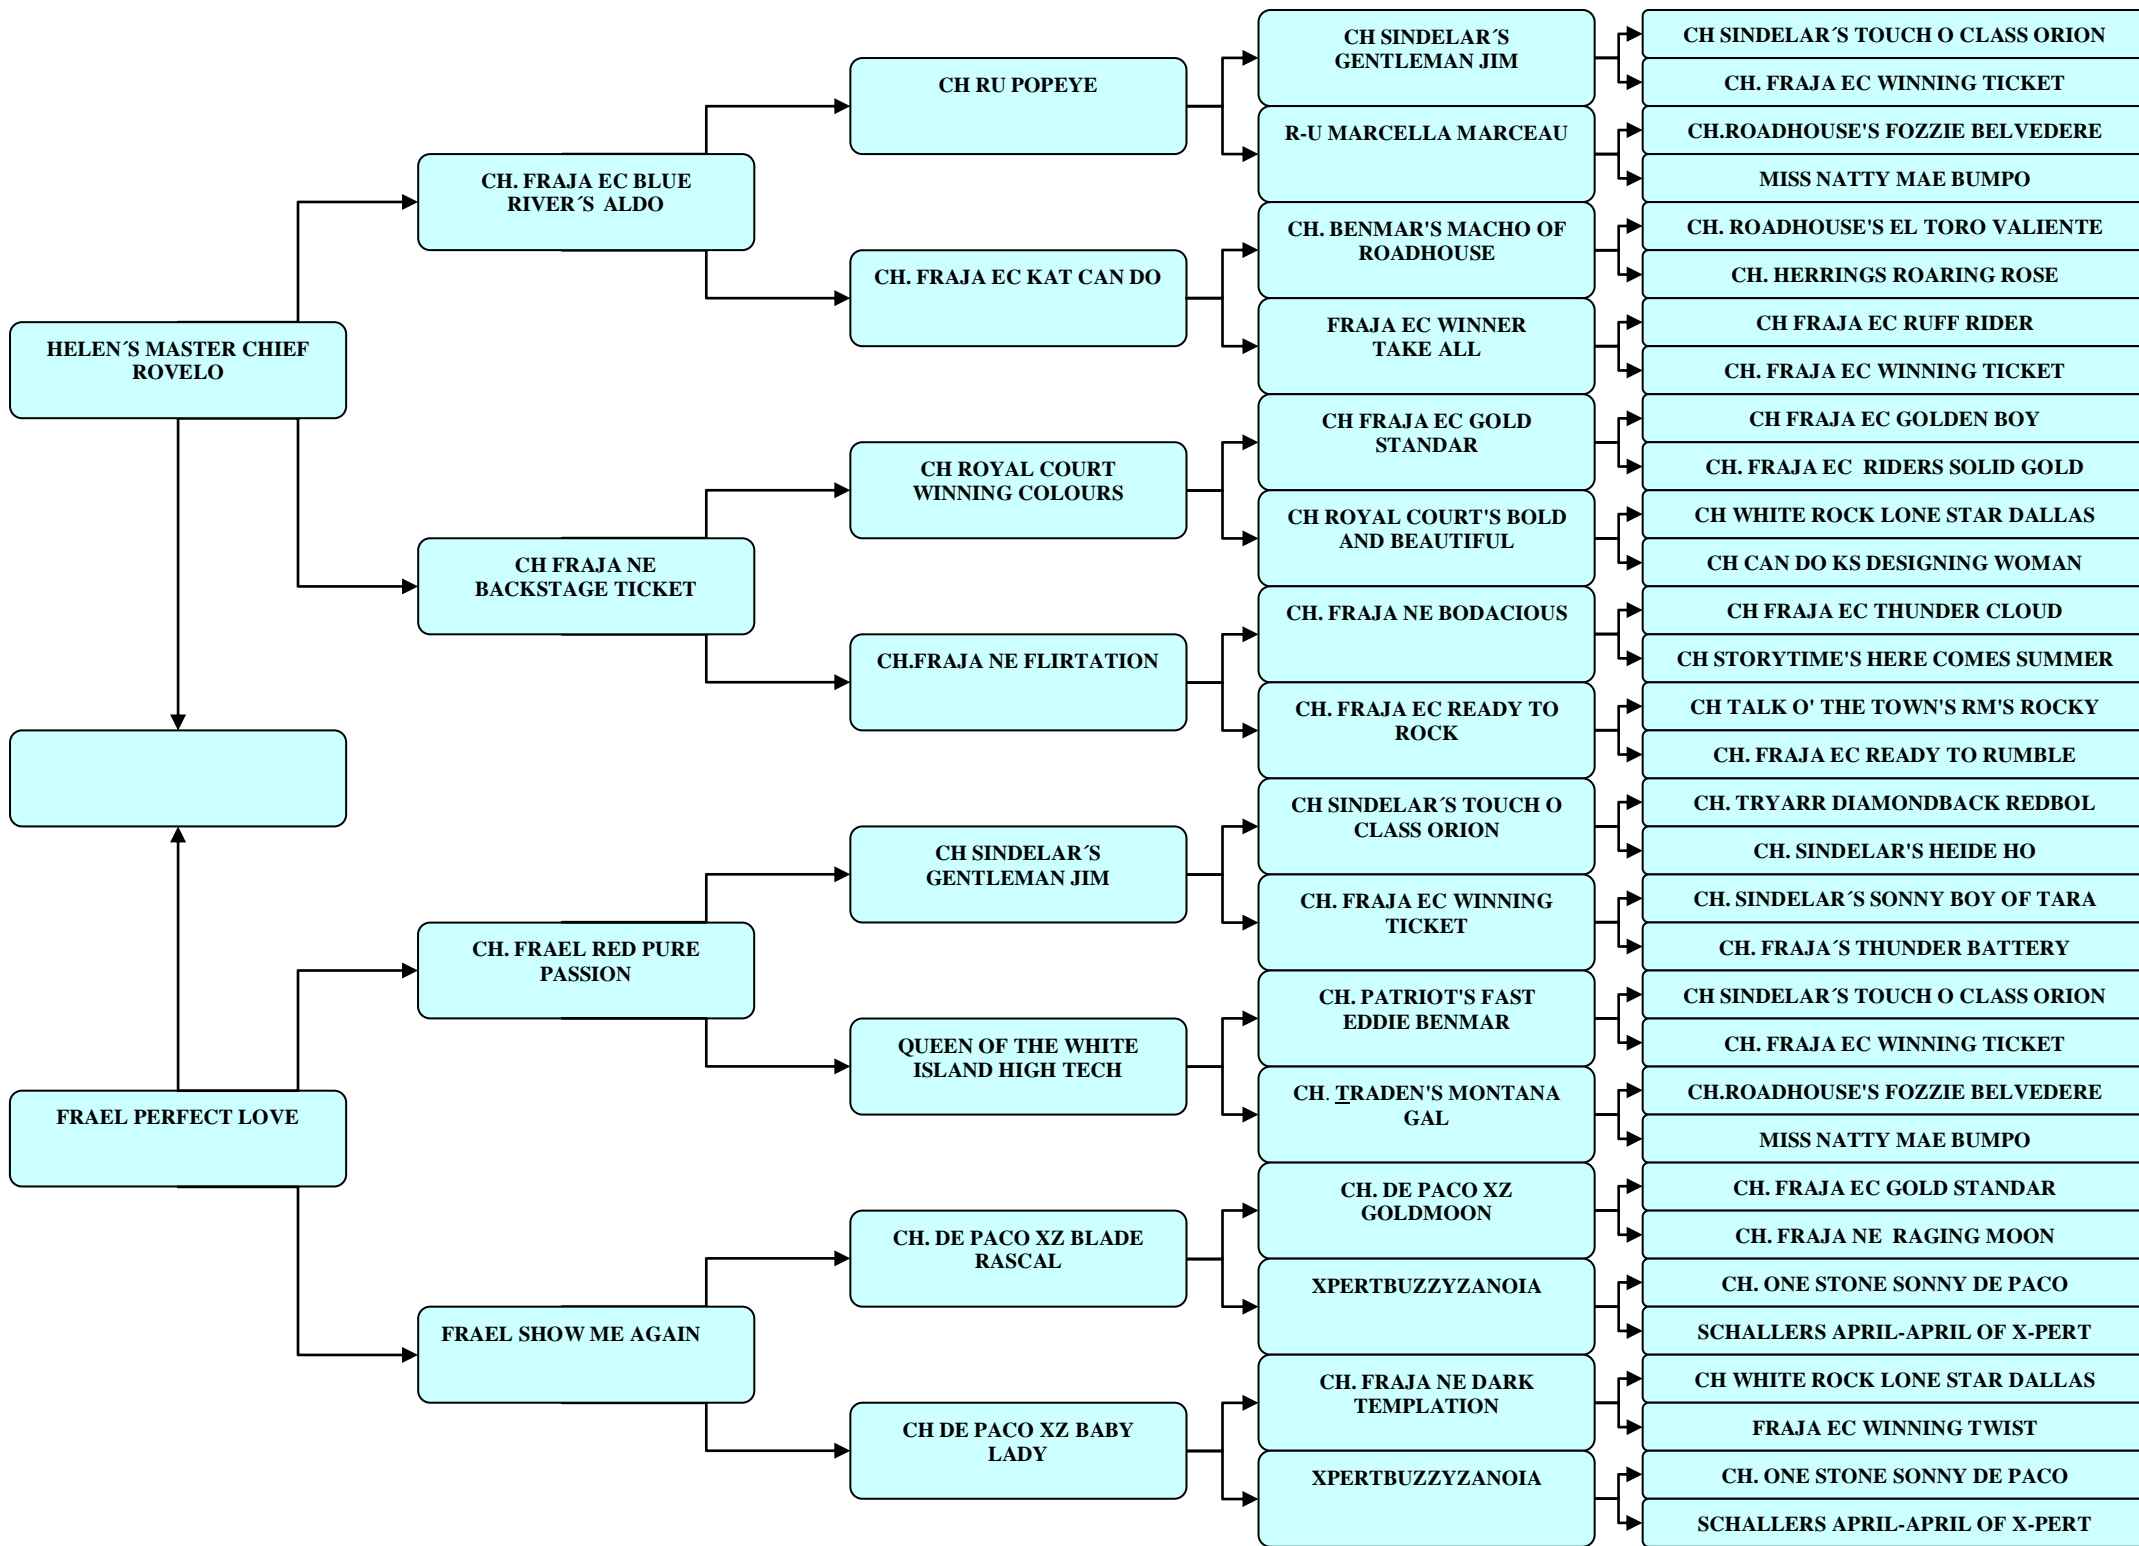 HELEN´S MASTER CHIEF
ROVELO
FRAEL PERFECT LOVE
CH. FRAJA EC BLUE
RIVER´S ALDO
CH FRAJA NE
BACKSTAGE TICKET
CH. FRAEL RED PURE
PASSION
FRAEL SHOW ME AGAIN
CH RU POPEYE
CH. FRAJA EC KAT CAN DO
CH ROYAL COURT
WINNING COLOURS
CH.FRAJA NE FLIRTATION
CH SINDELAR´S
GENTLEMAN JIM
QUEEN OF THE WHITE
ISLAND HIGH TECH
CH. DE PACO XZ BLADE
RASCAL
CH DE PACO XZ BABY
LADY
CH SINDELAR´S
GENTLEMAN JIM
R-U MARCELLA MARCEAU
CH. BENMAR'S MACHO OF
ROADHOUSE
FRAJA EC WINNER
TAKE ALL
CH FRAJA EC GOLD
STANDAR
CH ROYAL COURT'S BOLD
AND BEAUTIFUL
CH. FRAJA NE BODACIOUS
CH. FRAJA EC READY TO
ROCK
CH SINDELAR´S TOUCH O
CLASS ORION
CH. FRAJA EC WINNING
TICKET
CH. PATRIOT'S FAST
EDDIE BENMAR
CH. TRADEN'S MONTANA
GAL
CH. DE PACO XZ
GOLDMOON
XPERTBUZZYZANOIA
CH. FRAJA NE DARK
TEMPLATION
XPERTBUZZYZANOIA
CH SINDELAR´S TOUCH O CLASS ORION
CH. FRAJA EC WINNING TICKET
CH.ROADHOUSE'S FOZZIE BELVEDERE
MISS NATTY MAE BUMPO
CH. ROADHOUSE'S EL TORO VALIENTE
CH. HERRINGS ROARING ROSE
CH FRAJA EC RUFF RIDER
CH. FRAJA EC WINNING TICKET
CH FRAJA EC GOLDEN BOY
CH. FRAJA EC  RIDERS SOLID GOLD
CH WHITE ROCK LONE STAR DALLAS
CH CAN DO KS DESIGNING WOMAN
CH FRAJA EC THUNDER CLOUD
CH STORYTIME'S HERE COMES SUMMER
CH TALK O' THE TOWN'S RM'S ROCKY
CH. FRAJA EC READY TO RUMBLE
CH. TRYARR DIAMONDBACK REDBOL
CH. SINDELAR'S HEIDE HO
CH. SINDELAR´S SONNY BOY OF TARA
CH. FRAJA´S THUNDER BATTERY
CH SINDELAR´S TOUCH O CLASS ORION
CH. FRAJA EC WINNING TICKET
CH.ROADHOUSE'S FOZZIE BELVEDERE
MISS NATTY MAE BUMPO
CH. FRAJA EC GOLD STANDAR
CH. FRAJA NE  RAGING MOON
CH. ONE STONE SONNY DE PACO
SCHALLERS APRIL-APRIL OF X-PERT
CH WHITE ROCK LONE STAR DALLAS
FRAJA EC WINNING TWIST
CH. ONE STONE SONNY DE PACO
SCHALLERS APRIL-APRIL OF X-PERT